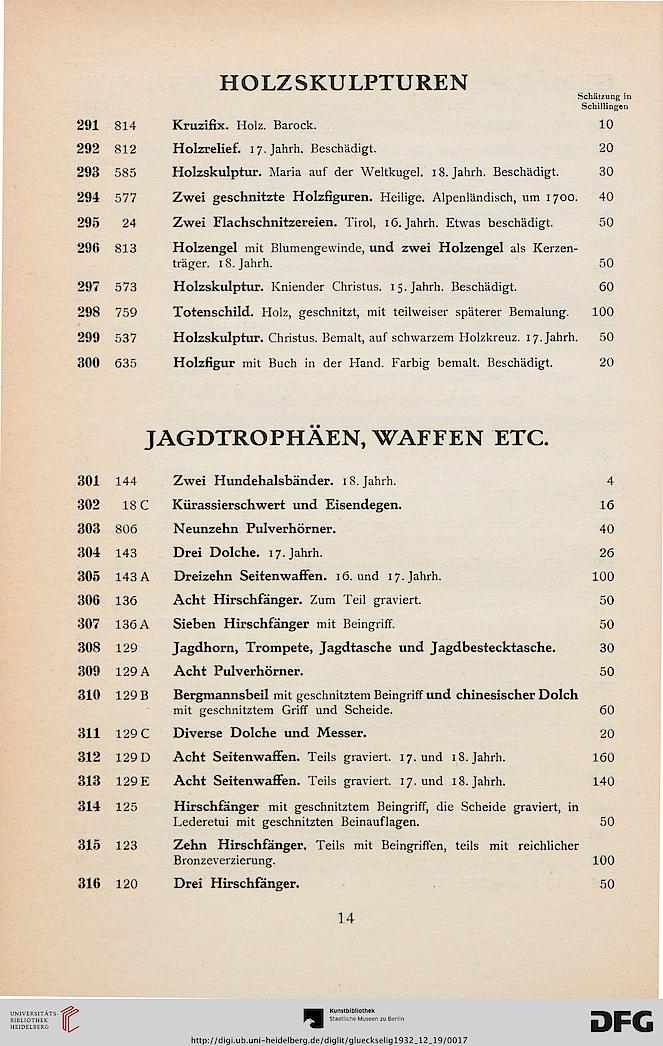 HOLZSKULPTUREN
Schätzung in
Schillingen
291 814 Kruzifix. Holz. Barock. 10
292 812 Holzrelief. 17. Jahrh. Beschädigt. 20
293 585 Holzskulptur. Maria auf der Weltkugel. 18. Jahrh. Beschädigt. 30
294 577 Zwei geschnitzte Holzfiguren. Heilige. Alpenländisch, um 1700. 40
295 24 Zwei Flachschnitzereien. Tirol, 16. Jahrh. Etwas beschädigt. 50
296 813 Holzengel mit Blumengewinde, und zwei Holzengel als Kerzen-
träger. 18. Jahrh. 50
297 573 Holzskulptur. Kniender Christus. 15. Jahrh. Beschädigt. 60
298 759 Totenschild. Holz, geschnitzt, mit teilweiser späterer Bemalung. 100
299 537 Holzskulptur. Christus. Bemalt, auf schwarzem Holzkreuz. 17. Jahrh. 50
300 635 Holzfigur mit Buch in der Hand. Farbig bemalt. Beschädigt. 20
JAGDTROPHÄEN, WAFFEN ETC.
301 144 Zwei Hundehalsbänder. 18. Jahrh. 4
302 18 C Kürassierschwert und Eisendegen. 16
303 806 Neunzehn Pulverhörner. 40
304 143 Drei Dolche. 17. Jahrh. 26
305 143 A Dreizehn Seitenwaffen. 16. und 17. Jahrh. 100
306 136 Acht Hirschfänger. Zum Teil graviert. 50
307 136 A Sieben Hirschfänger mit Beingriff. 50
308 129 Jagdhorn, Trompete, Jagdtasche und Jagdbestecktasche. 30
309 129 A Acht Pulverhörner. 50
310 129 B Bergmannsbeil mit geschnitztem Beingriff und chinesischer Dolch
mit geschnitztem Griff und Scheide. 60
311 129 C Diverse Dolche und Messer. 20
312 129 D Acht Seitenwaffen. Teils graviert. 17. und 18. Jahrh. 160
313 129 E Acht Seitenwaffen. Teils graviert. 17. und 18. Jahrh. 140
314 125 Hirschfänger mit geschnitztem Beingriff, die Scheide graviert, in
Lederetui mit geschnitzten Beinauflagen. 50
315 123 Zehn Hirschfänger. Teils mit Beingriffen, teils mit reichlicher
Bronzeverzierung. 100
316 120 Drei Hirschfänger. 50
14
UNIVERSITÄTS-
BIBLIOTHEK
HEIDELBERG
Kunstbibliothek
Staatliche Museen zu Berlin
DFG
http://digi.ub.uni-heidelberg.de/diglit/glueckselig1932_12_19/0017